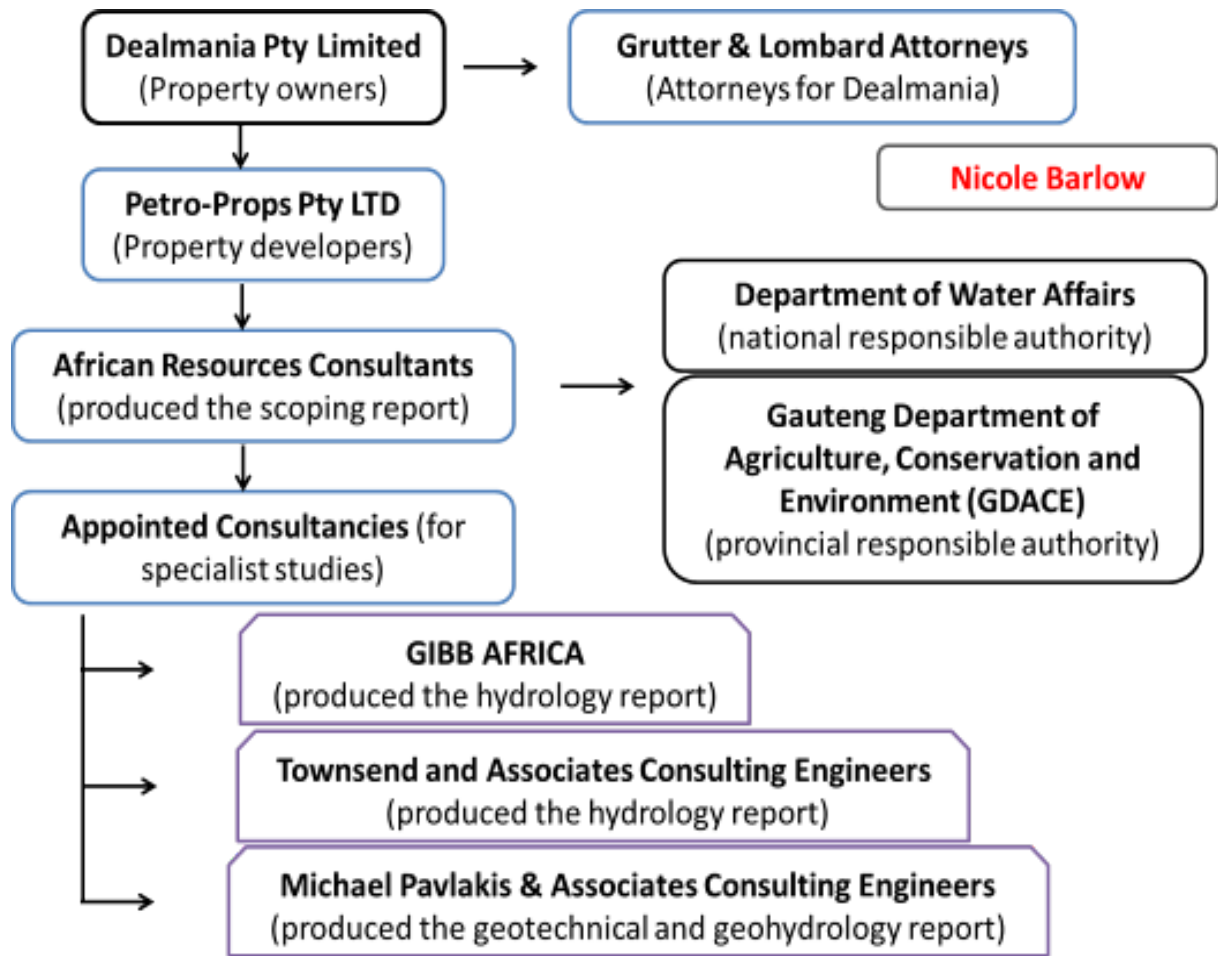 Dealmania Pty Limited
(Property owners)
Grutter & Lombard Attorneys
(Attorneys for Dealmania)
Nicole Barlow
Petro-Props Pty LTD
(Property developers)
Department of Water Affairs
(national responsible authority)
African Resources Consultants
(produced the scoping report)
Gauteng Department of
Agriculture, Conservation and
Environment (GDACE)
(provincial responsible authority)
Appointed Consultancies (for
specialist studies)
GIBB AFRICA
(produced the hydrology report)
Townsend and Associates Consulting Engineers
(produced the hydrology report)
Michael Pavlakis & Associates Consulting Engineers
(produced the geotechnical and geohydrology report)